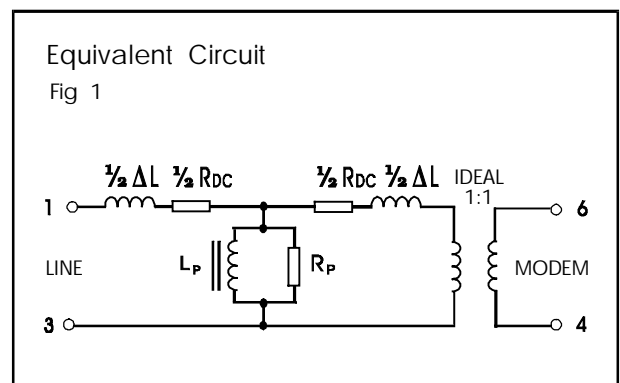 Equivalent Circuit
Fig 1
½ ΔL ½ RDC ½ RDC ½ ΔL IDEAL
1:1
1 6
LP RP
LINE MODEM
3 4